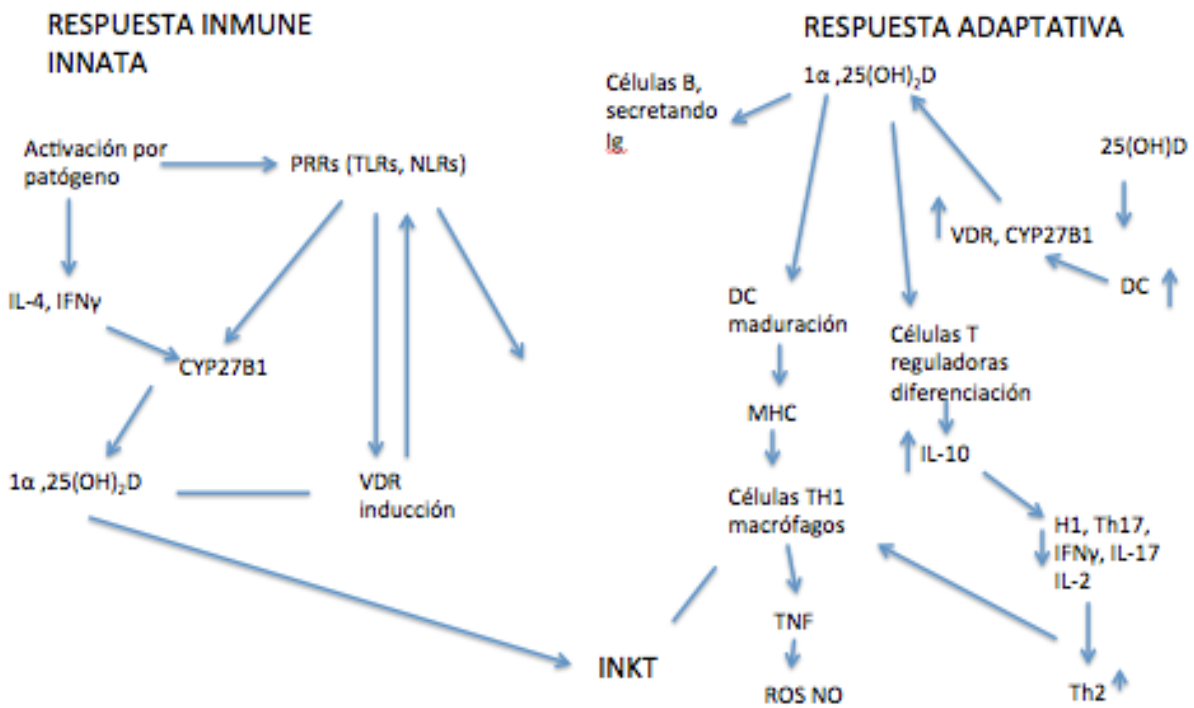 RESPUESTA INMUNE
INNATA
Activación por
patógeno
PRRs (TLRs, NLRs)
IL-4, IFNγ
CYP27B1
1α ,25(OH)₂D
VDR
inducción
INKT
RESPUESTA ADAPTATIVA
1α ,25(OH)₂D
Células B,
secretando
Ig
25(OH)D
VDR, CYP27B1
DC
DC
maduración
MHC
Células TH1
macrófagos
TNF
ROS NO
Células T
reguladoras
diferenciación
IL-10
H1, Th17,
IFNγ, IL-17
IL-2
Th2